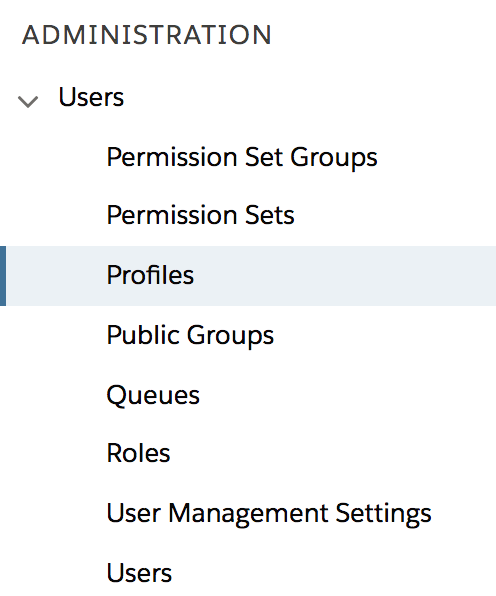 ADMINISTRATION
Users
Permission Set Groups
Permission Sets
Profiles
Public Groups
Queues
Roles
User Management Settings
Users